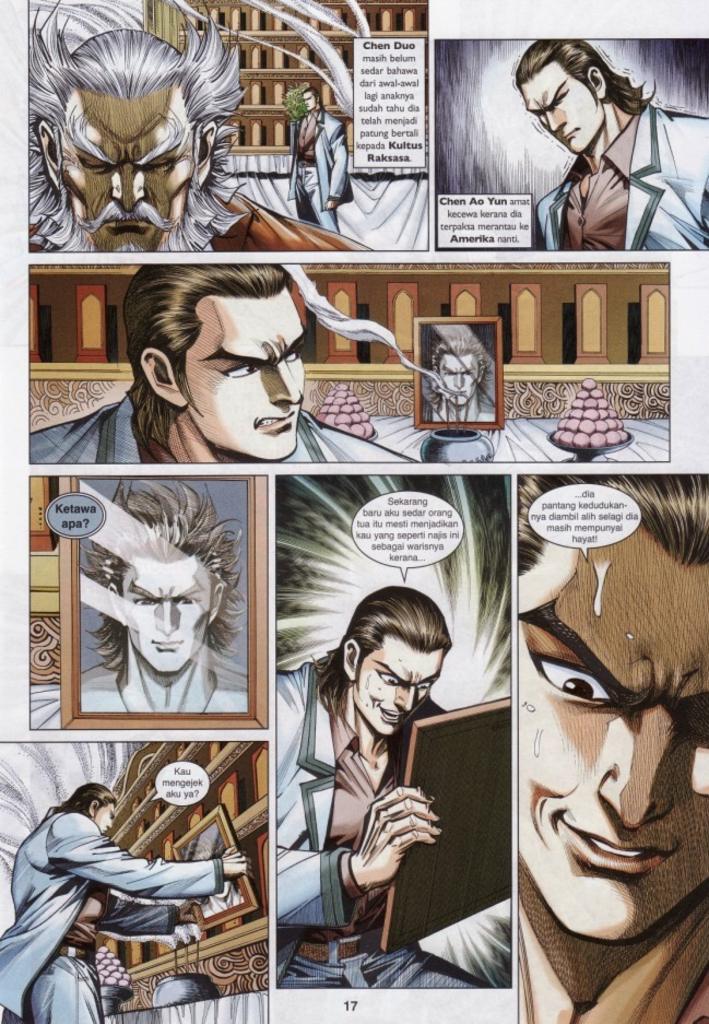 Chen Duo
masih belum
sedar bahawa
dari awal-awal
lagi anaknya
sudah tahu dia
telah menjadi
patung bertali
kepada Kultus
Raksasa.
Chen Ao Yun amat
kecewa kerana dia
terpaksa merantau ke
Amerika nanti.
Ketawa
apa?
Kau
mengejek
aku ya?
Sekarang
baru aku sedar orang
tua itu mesti menjadikan
kau yang seperti najis ini
sebagai warisnya
kerana...
...dia
pantang kedudukan-
nya diambil alih selagi dia
masih mempunyai
hayat!
17